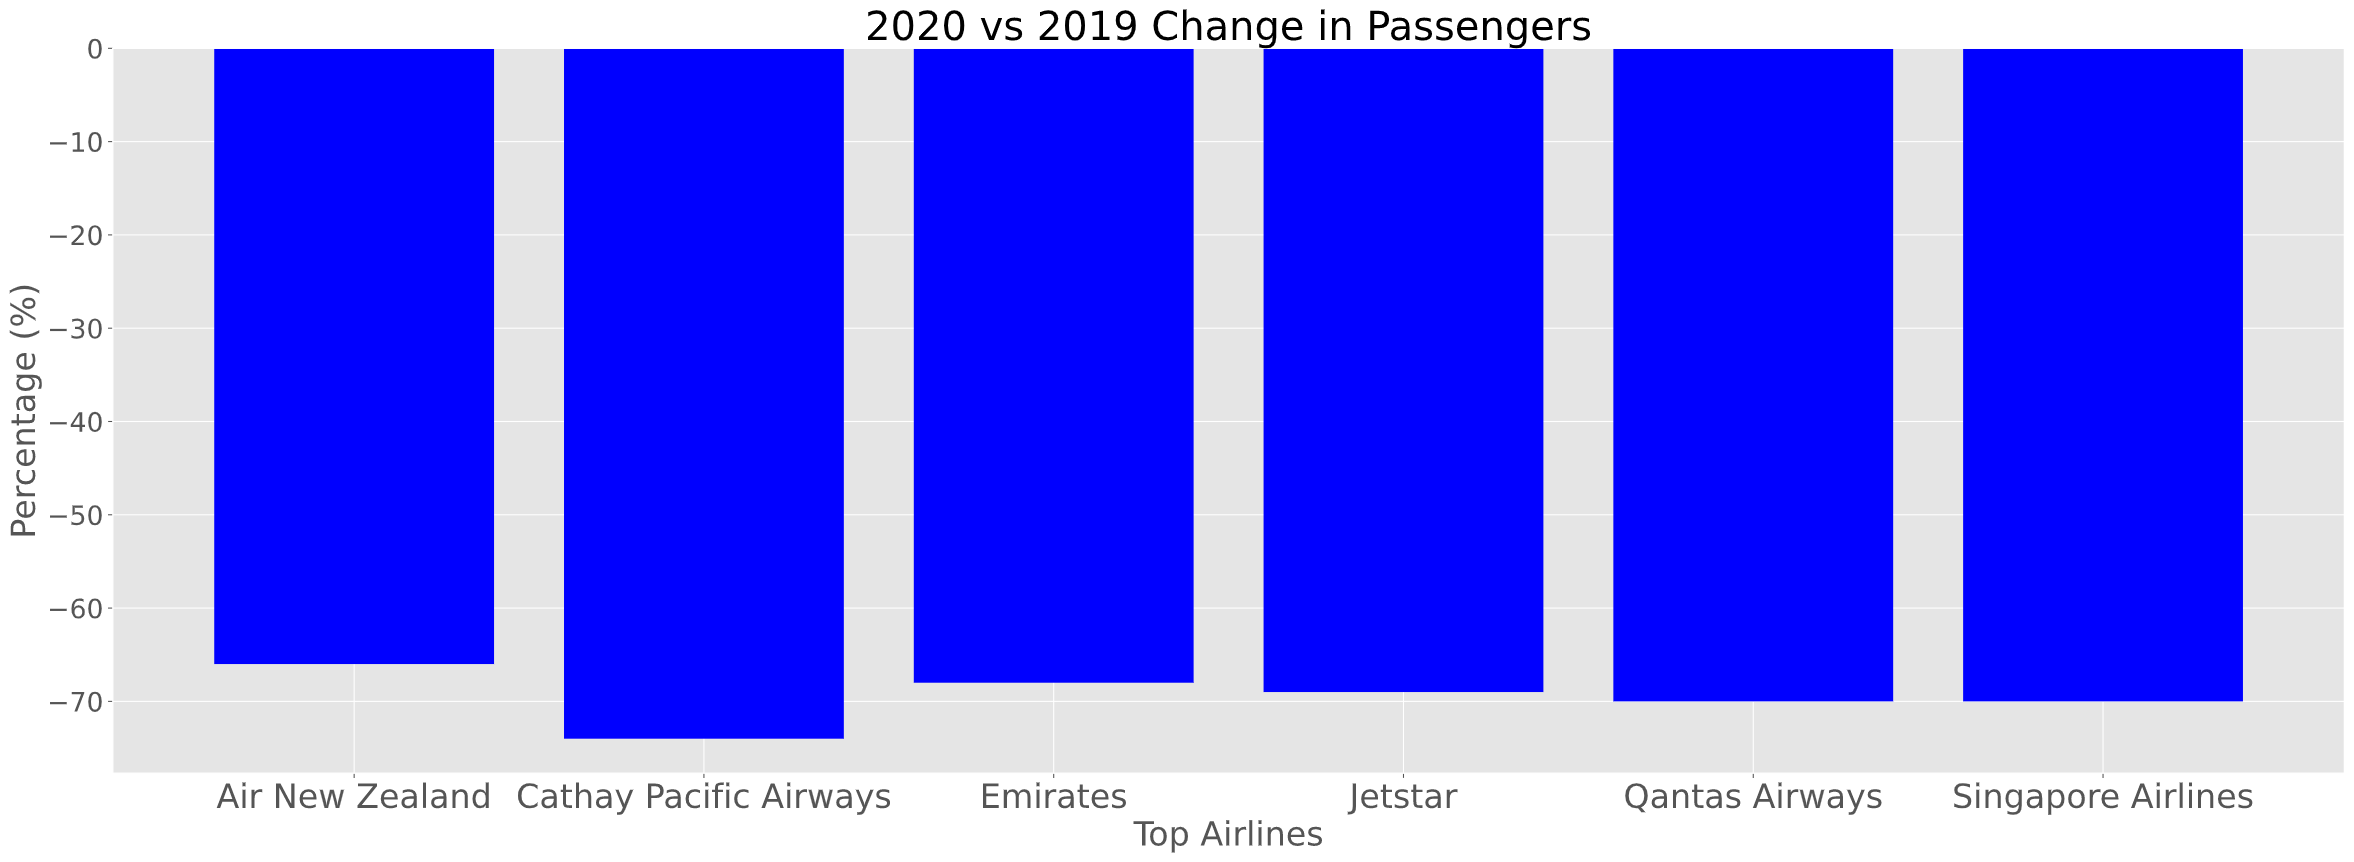 2020 vs 2019 Change in Passengers
0
−10
−20
−30
−40
−50
−60
−70
Percentage (%)
Air New Zealand Cathay Pacific Airways Emirates Jetstar Qantas Airways Singapore Airlines
Top Airlines